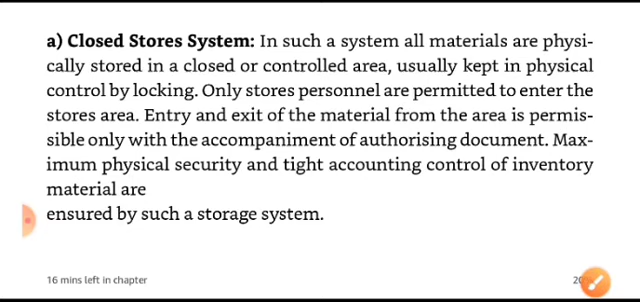 a) Closed Stores System: In such a system all materials are physi-
cally stored in a closed or controlled area, usually kept in physical
control by locking. Only stores personnel are permitted to enter the
stores area. Entry and exit of the material from the area is permis-
sible only with the accompaniment of authorising document. Max-
imum physical security and tight accounting control of inventory
material are
ensured by such a storage system.
16 mins left in chapter